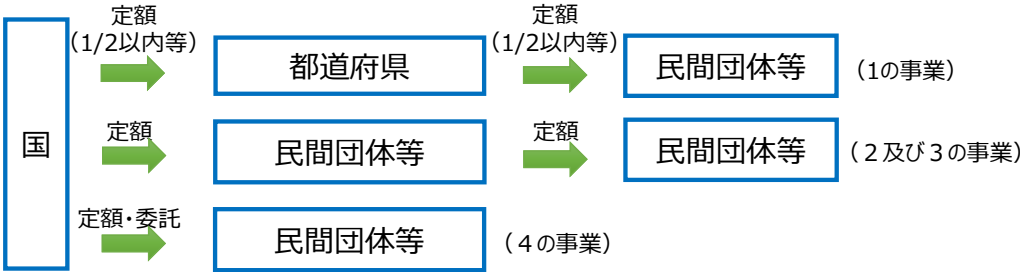 定額
(1/2以内等)
都道府県
定額
(1/2以内等)
民間団体等
(1の事業)
国
定額
民間団体等
定額
民間団体等
(２及び３の事業)
定額・委託
民間団体等
(４の事業)